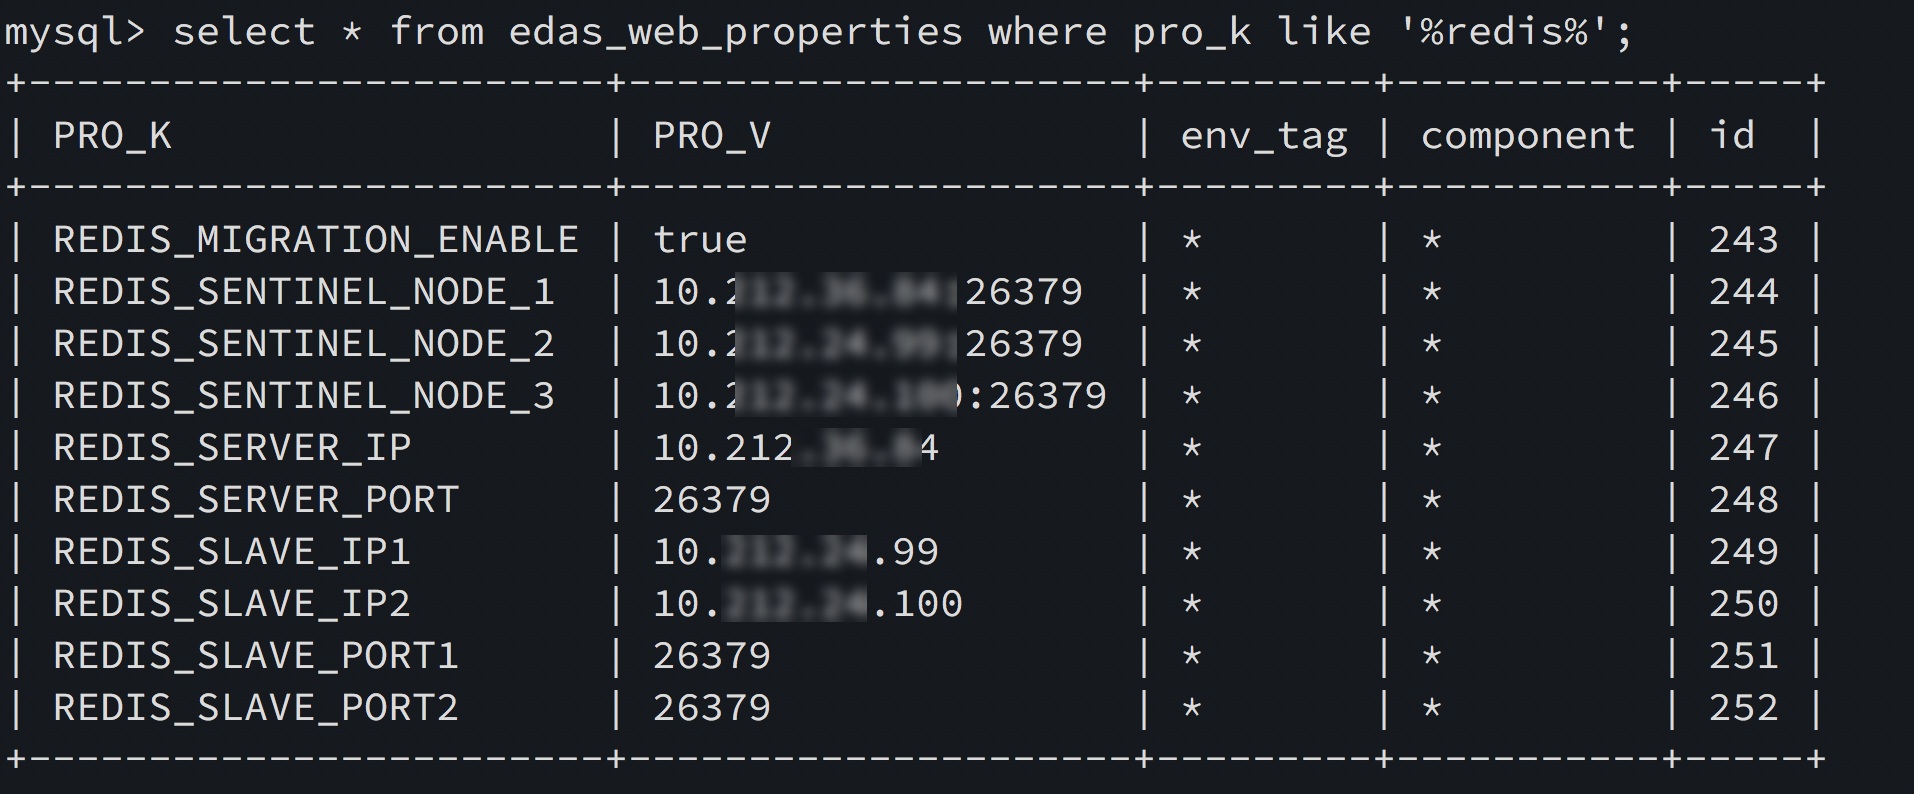 mysql> select * from edas_web_properties where pro_k like '%redis%';
+------------------------+---------------------+---------+-----------+-----+
| PRO_K                  | PRO_V               | env_tag | component | id  |
+------------------------+---------------------+---------+-----------+-----+
| REDIS_MIGRATION_ENABLE | true                | *       | *         | 243 |
| REDIS_SENTINEL_NODE_1  | 10.          26379  | *       | *         | 244 |
| REDIS_SENTINEL_NODE_2  | 10.          26379  | *       | *         | 245 |
| REDIS_SENTINEL_NODE_3  | 10.          :26379 | *       | *         | 246 |
| REDIS_SERVER_IP        | 10.212     4        | *       | *         | 247 |
| REDIS_SERVER_PORT      | 26379               | *       | *         | 248 |
| REDIS_SLAVE_IP1        | 10.      .99        | *       | *         | 249 |
| REDIS_SLAVE_IP2        | 10.      .100       | *       | *         | 250 |
| REDIS_SLAVE_PORT1      | 26379               | *       | *         | 251 |
| REDIS_SLAVE_PORT2      | 26379               | *       | *         | 252 |
+------------------------+---------------------+---------+-----------+-----+